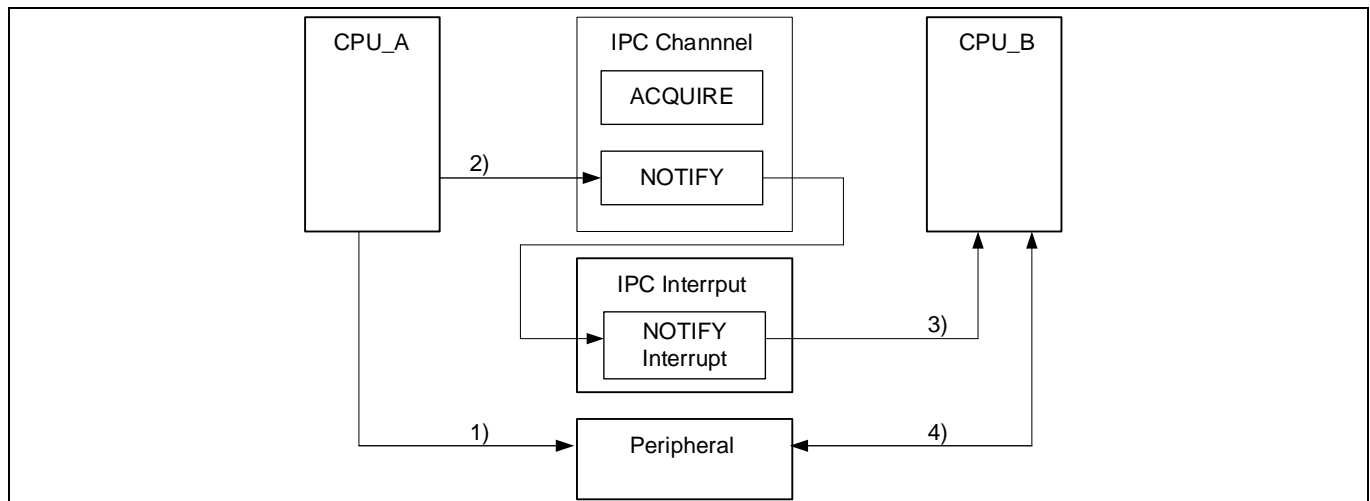 CPU_A
IPC Channnel
CPU_B
ACQUIRE
2)
NOTIFY
IPC Interrput
NOTIFY
Interrupt
3)
1)
Peripheral
4)